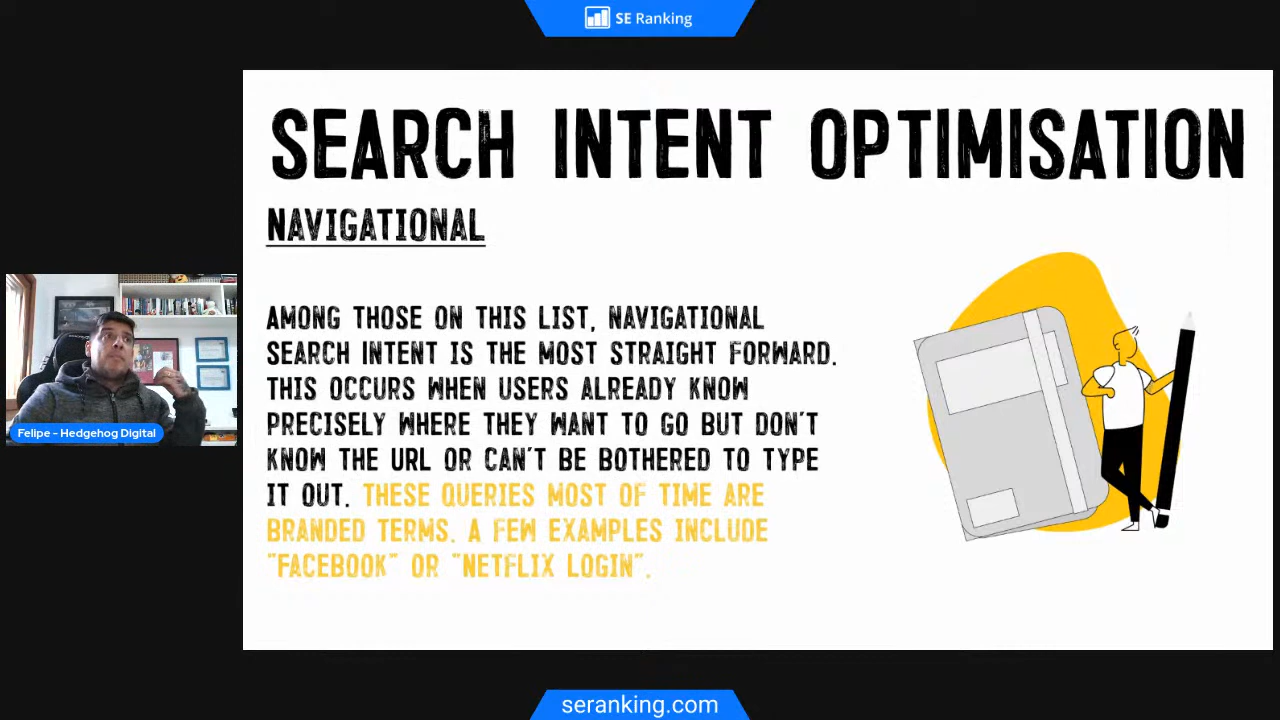 SE Ranking
SEARCH INTENT OPTIMISATION
NAVIGATIONAL
AMONG THOSE ON THIS LIST, NAVIGATIONAL
SEARCH INTENT IS THE MOST STRAIGHT FORWARD.
THIS OCCURS WHEN USERS ALREADY KNOW
PRECISELY WHERE THEY WANT TO GO BUT DON'T
KNOW THE URL OR CAN'T BE BOTHERED TO TYPE
IT OUT. THESE QUERIES MOST OF TIME ARE
BRANDED TERMS. A FEW EXAMPLES INCLUDE
"FACEBOOK" OR "NETFLIX LOGIN".
Felipe - Hedgehog Digital
seranking.com